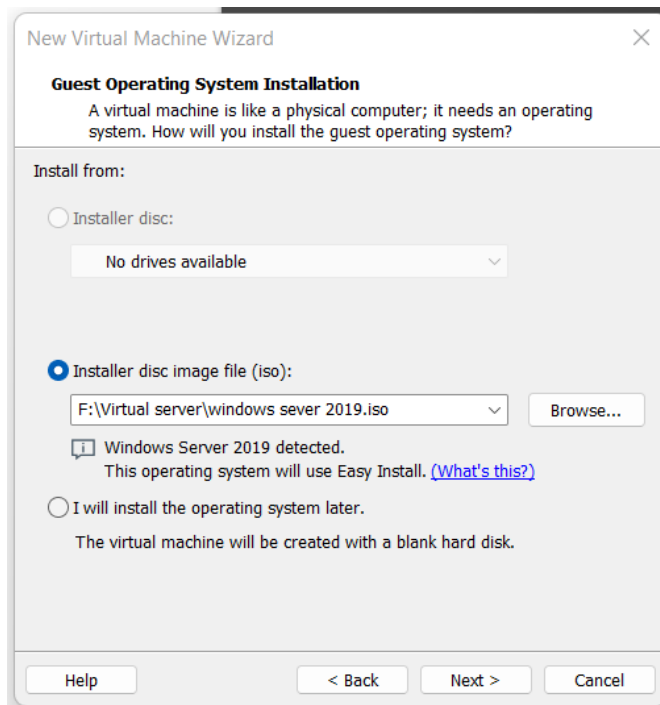 New Virtual Machine Wizard
Guest Operating System Installation
A virtual machine is like a physical computer; it needs an operating
system. How will you install the guest operating system?
Install from:
Installer disc:
No drives available
Installer disc image file (iso):
F:\Virtual server\windows sever 2019.iso
Browse...
Windows Server 2019 detected.
This operating system will use Easy Install. (What's this?)
I will install the operating system later.
The virtual machine will be created with a blank hard disk.
Help
< Back
Next >
Cancel